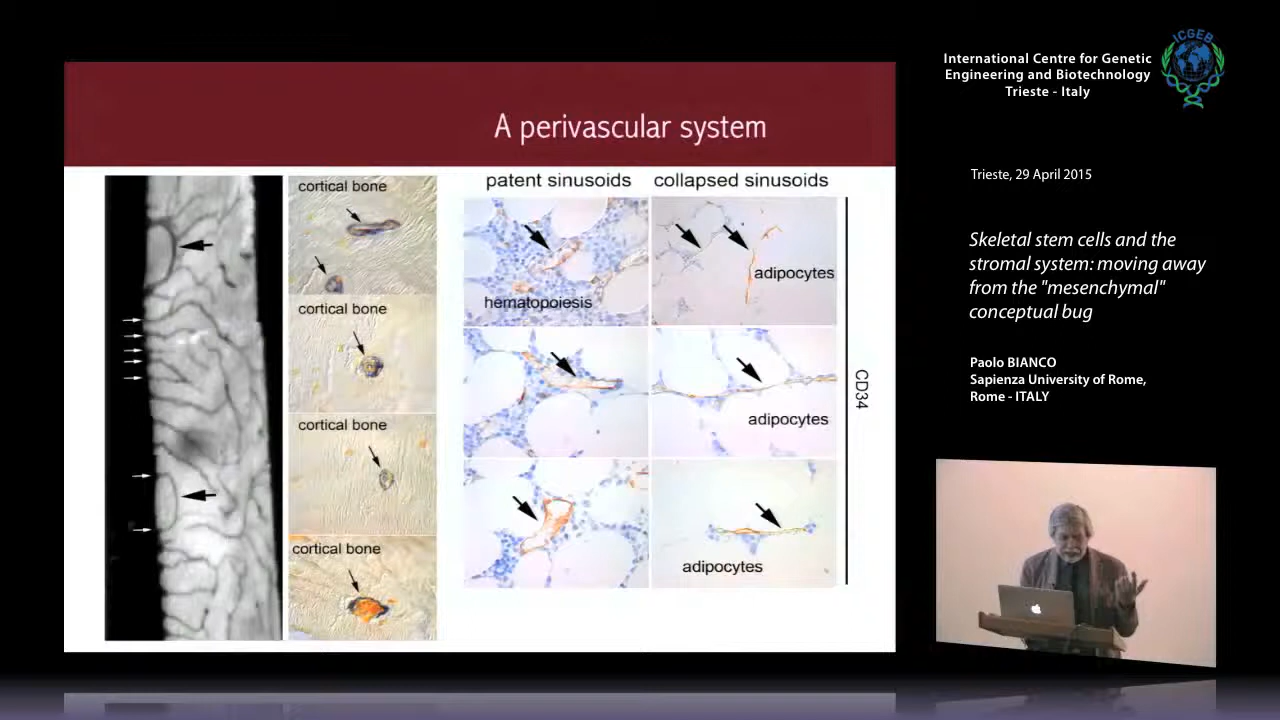 A perivascular system
cortical bone
cortical bone
cortical bone
cortical bone
patent sinusoids
collapsed sinusoids
hematopoiesis
adipocytes
adipocytes
adipocytes
CD34
ICGEB
International Centre for Genetic
Engineering and Biotechnology
Trieste - Italy
Trieste, 29 April 2015
Skeletal stem cells and the
stromal system: moving away
from the "mesenchymal"
conceptual bug
Paolo BIANCO
Sapienza University of Rome,
Rome - ITALY